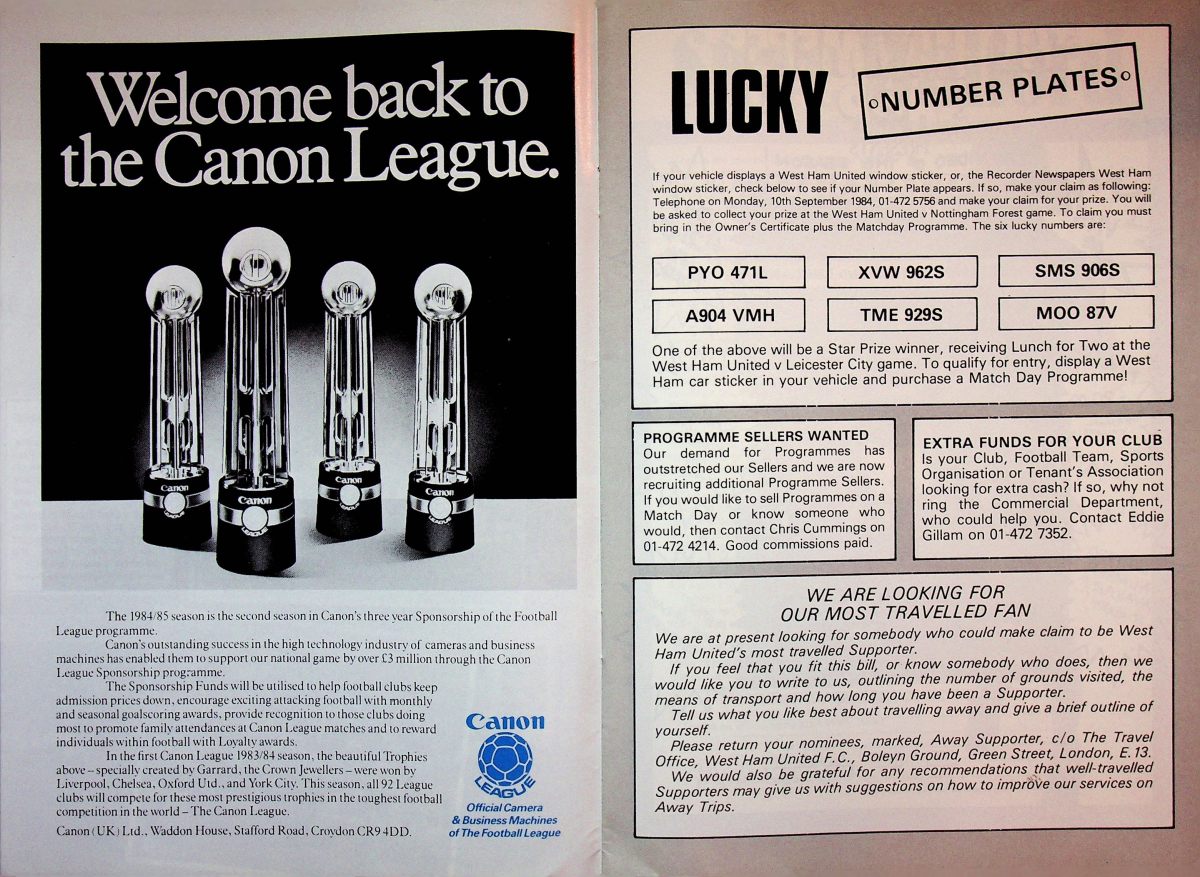 Welcome back to
the Canon League.
Canon
LEAGUE
Canon
LEAGUE
Canon
LEAGUE
Canon
LEAGUE
The 1984/85 season is the second season in Canon's three year Sponsorship of the Football
League programme.
Canon's outstanding success in the high technology industry of cameras and business
machines has enabled them to support our national game by over £3 million through the Canon
League Sponsorship programme.
The Sponsorship Funds will be utilised to help football clubs keep
admission prices down, encourage exciting attacking football with monthly
and seasonal goalscoring awards, provide recognition to those clubs doing
most to promote family attendances at Canon League matches and to reward
individuals within football with Loyalty awards.
In the first Canon League 1983/84 season, the beautiful Trophies
above – specially created by Garrard, the Crown Jewellers – were won by
Liverpool, Chelsea, Oxford Utd., and York City. This season, all 92 League
clubs will compete for these most prestigious trophies in the toughest football
competition in the world – The Canon League.
Canon (UK) Ltd., Waddon House, Stafford Road, Croydon CR9 4DD.
Canon
LEAGUE
Official Camera
& Business Machines
of The Football League
LUCKY
NUMBER PLATES
If your vehicle displays a West Ham United window sticker, or, the Recorder Newspapers West Ham
window sticker, check below to see if your Number Plate appears. If so, make your claim as following:
Telephone on Monday, 10th September 1984, 01-472 5756 and make your claim for your prize. You will
be asked to collect your prize at the West Ham United v Nottingham Forest game. To claim you must
bring in the Owner's Certificate plus the Matchday Programme. The six lucky numbers are:
PYO 471L XVW 962S SMS 906S
A904 VMH TME 929S MOO 87V
One of the above will be a Star Prize winner, receiving Lunch for Two at the
West Ham United v Leicester City game. To qualify for entry, display a West
Ham car sticker in your vehicle and purchase a Match Day Programme!
PROGRAMME SELLERS WANTED
Our demand for Programmes has
outstretched our Sellers and we are now
recruiting additional Programme Sellers.
If you would like to sell Programmes on a
Match Day or know someone who
would, then contact Chris Cummings on
01-472 4214. Good commissions paid.
EXTRA FUNDS FOR YOUR CLUB
Is your Club, Football Team, Sports
Organisation or Tenant's Association
looking for extra cash? If so, why not
ring the Commercial Department,
who could help you. Contact Eddie
Gillam on 01-472 7352.
WE ARE LOOKING FOR
OUR MOST TRAVELLED FAN
We are at present looking for somebody who could make claim to be West
Ham United's most travelled Supporter.
If you feel that you fit this bill, or know somebody who does, then we
would like you to write to us, outlining the number of grounds visited, the
means of transport and how long you have been a Supporter.
Tell us what you like best about travelling away and give a brief outline of
yourself.
Please return your nominees, marked, Away Supporter, c/o The Travel
Office, West Ham United F.C., Boleyn Ground, Green Street, London, E.13.
We would also be grateful for any recommendations that well-travelled
Supporters may give us with suggestions on how to improve our services on
Away Trips.